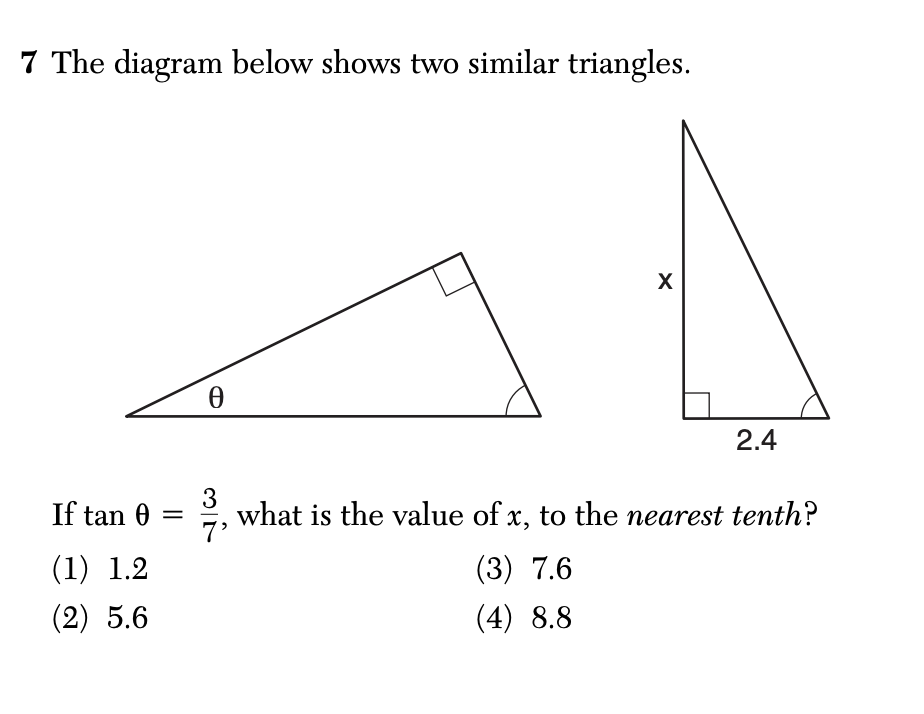 7 The diagram below shows two similar triangles.
x
θ
2.4
If tan θ = 3/7, what is the value of x, to the nearest tenth?
(1) 1.2 (3) 7.6
(2) 5.6 (4) 8.8